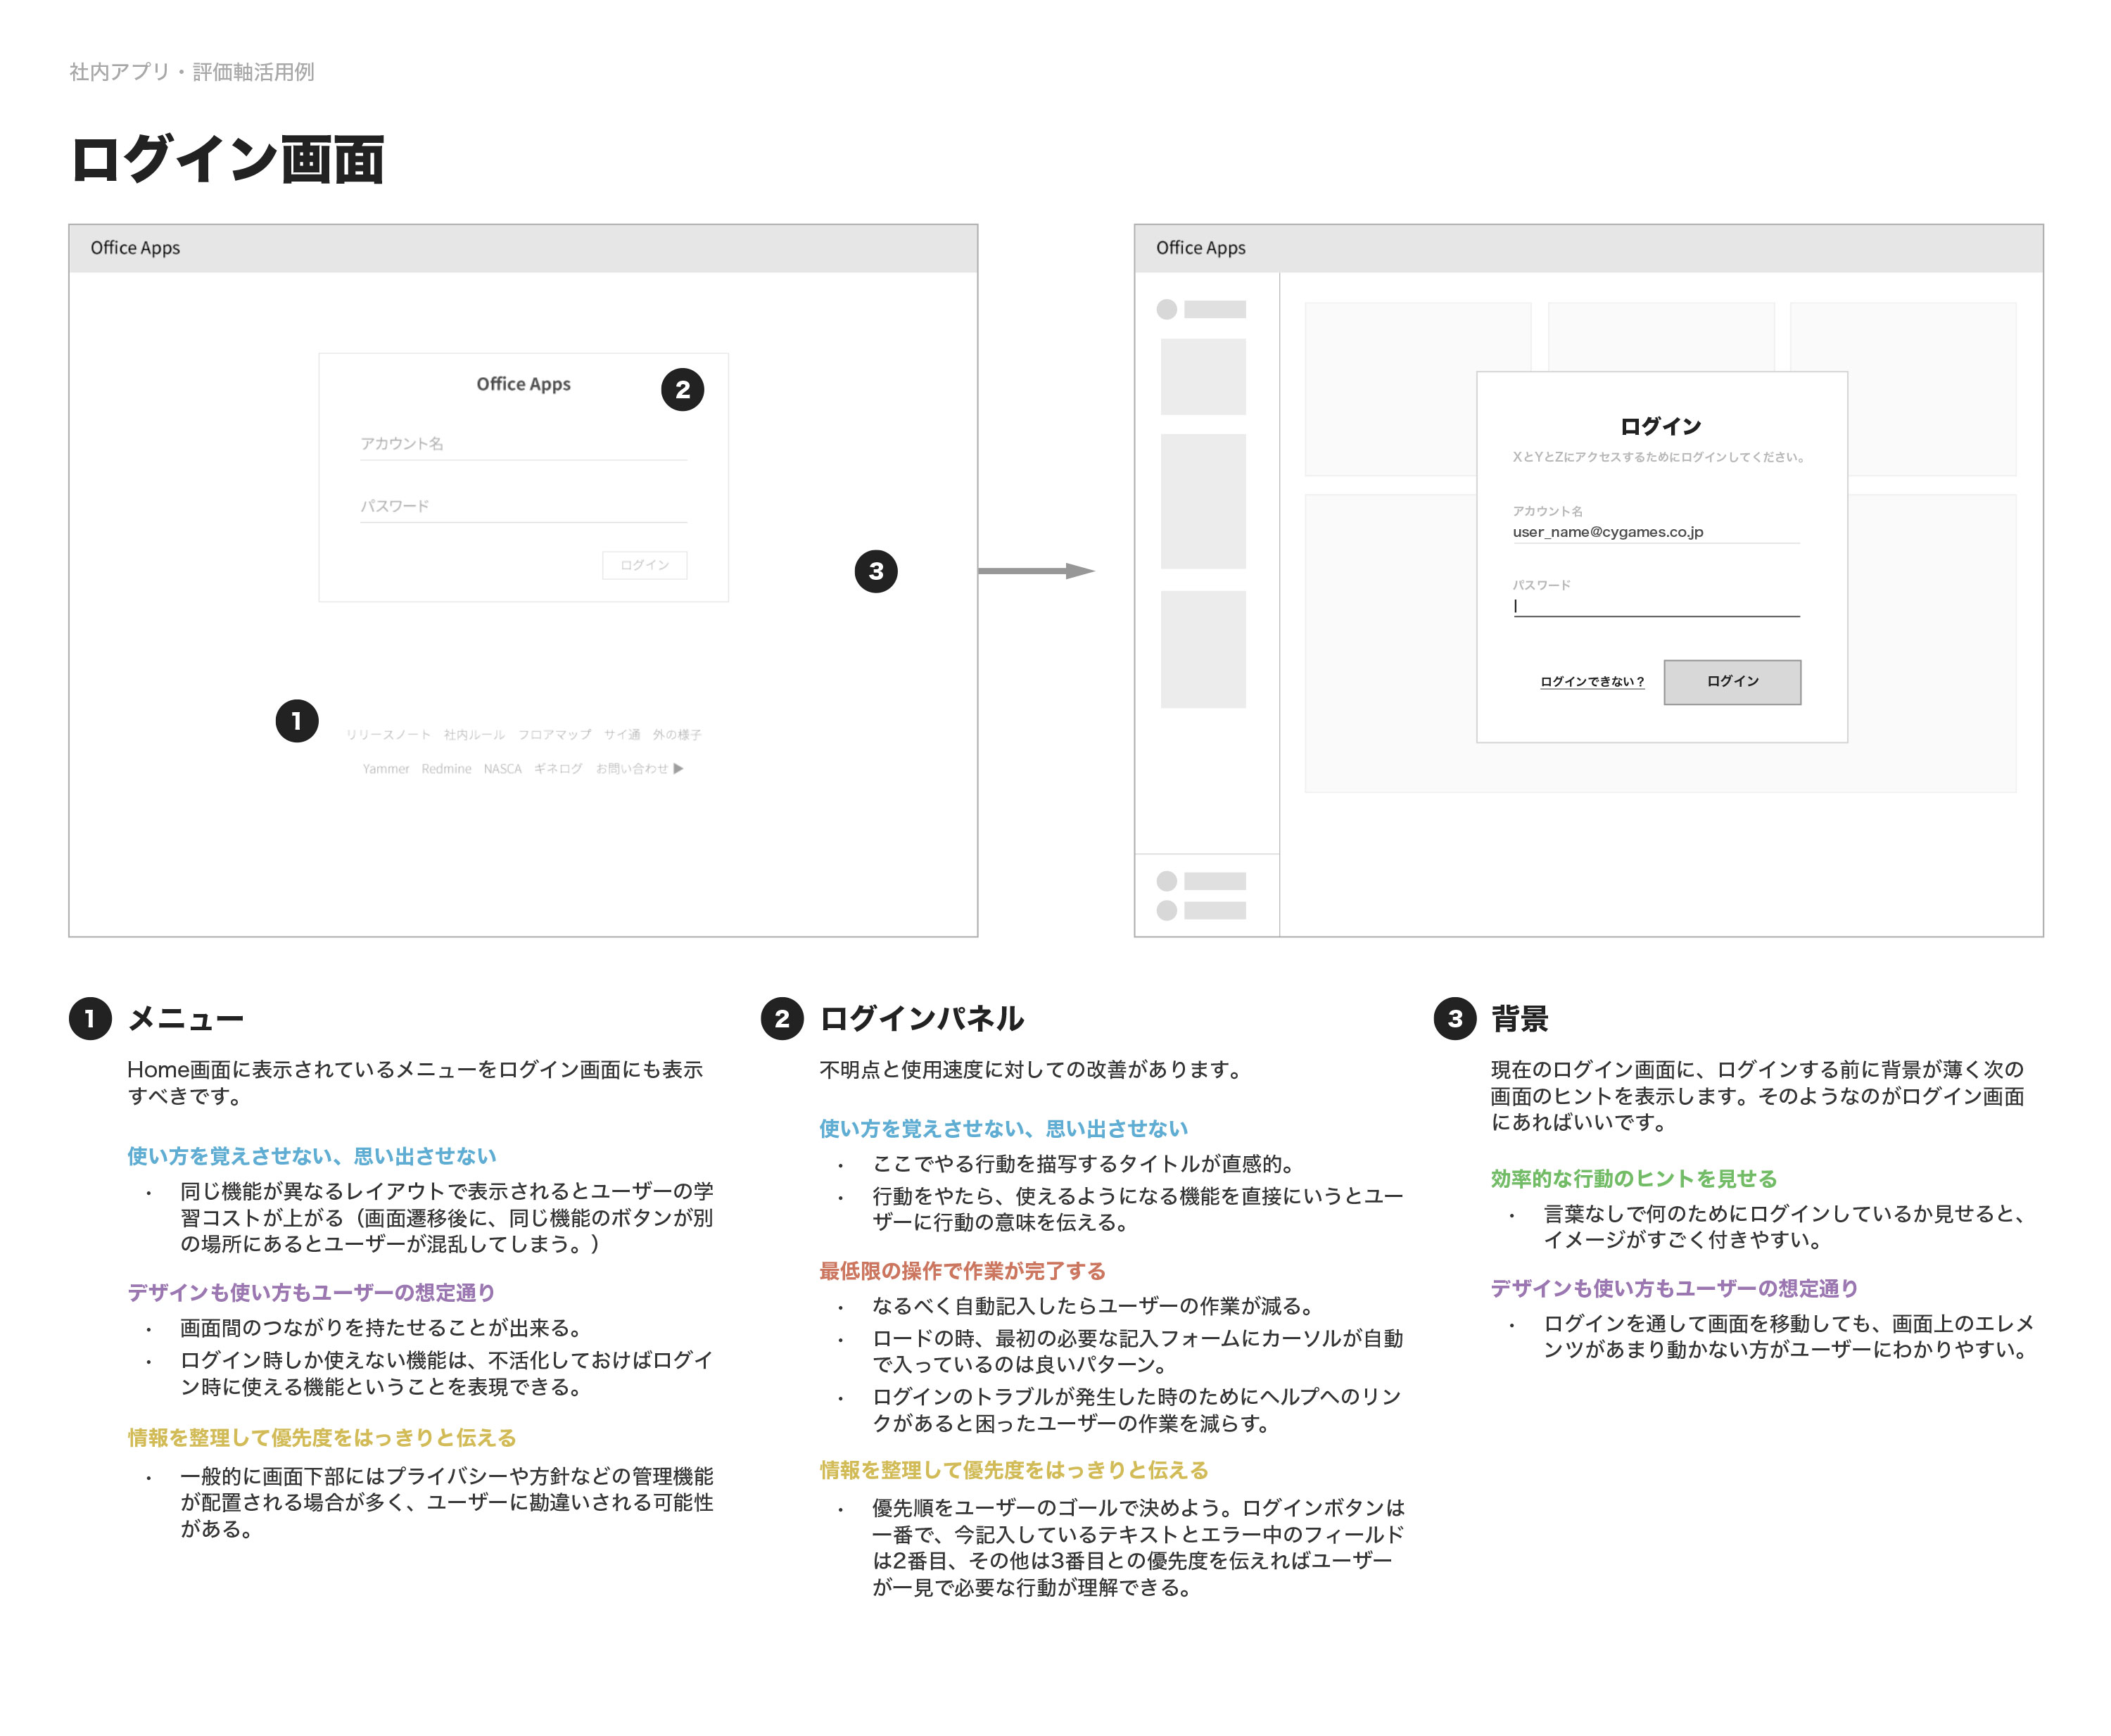 社内アプリ・評価軸活用例
ログイン画面
Office Apps
Office Apps
2
アカウント名
パスワード
ログイン
3
1
リリースノート 社内ルール フロアマップ サイ通 外の様子
Yammer Redmine NASCA ギネログ お問い合わせ ▶
Office Apps
ログイン
XとYとZにアクセスするためにログインしてください。
アカウント名
user_name@cygames.co.jp
パスワード
ログインできない？
ログイン
1 メニュー
Home画面に表示されているメニューをログイン画面にも表示
すべきです。
使い方を覚えさせない、思い出させない
・ 同じ機能が異なるレイアウトで表示されるとユーザーの学
習コストが上がる（画面遷移後に、同じ機能のボタンが別
の場所にあるとユーザーが混乱してしまう。）
デザインも使い方もユーザーの想定通り
・ 画面間のつながりを持たせることが出来る。
・ ログイン時しか使えない機能は、不活化しておけばログイ
ン時に使える機能ということを表現できる。
情報を整理して優先度をはっきりと伝える
・ 一般的に画面下部にはプライバシーや方針などの管理機能
が配置される場合が多く、ユーザーに勘違いされる可能性
がある。
2 ログインパネル
不明点と使用速度に対しての改善があります。
使い方を覚えさせない、思い出させない
・ ここでやる行動を描写するタイトルが直感的。
・ 行動をやたら、使えるようになる機能を直接にいうとユー
ザーに行動の意味を伝える。
最低限の操作で作業が完了する
・ なるべく自動記入したらユーザーの作業が減る。
・ ロードの時、最初の必要な記入フォームにカーソルが自動
で入っているのは良いパターン。
・ ログインのトラブルが発生した時のためにヘルプへのリン
クがあると困ったユーザーの作業を減らす。
情報を整理して優先度をはっきりと伝える
・ 優先順をユーザーのゴールで決めよう。ログインボタンは
一番で、今記入しているテキストとエラー中のフィールド
は2番目、その他は3番目との優先度を伝えればユーザー
が一見で必要な行動が理解できる。
3 背景
現在のログイン画面に、ログインする前に背景が薄く次の
画面のヒントを表示します。そのようなのがログイン画面
にあればいいです。
効率的な行動のヒントを見せる
・ 言葉なしで何のためにログインしているか見せると、
イメージがすごく付きやすい。
デザインも使い方もユーザーの想定通り
・ ログインを通して画面を移動しても、画面上のエレメ
ンツがあまり動かない方がユーザーにわかりやすい。